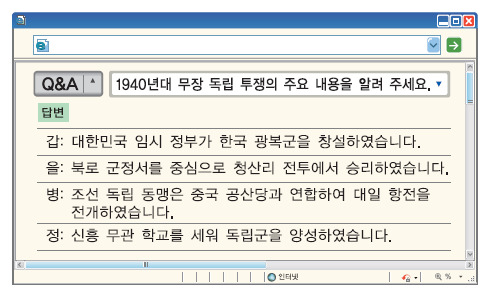 Q&A
1940년대 무장 독립 투쟁의 주요 내용을 알려 주세요.
답변
갑: 대한민국 임시 정부가 한국 광복군을 창설하였습니다.
을: 북로 군정서를 중심으로 청산리 전투에서 승리하였습니다.
병: 조선 독립 동맹은 중국 공산당과 연합하여 대일 항전을
전개하였습니다.
정: 신흥 무관 학교를 세워 독립군을 양성하였습니다.
인터넷
%